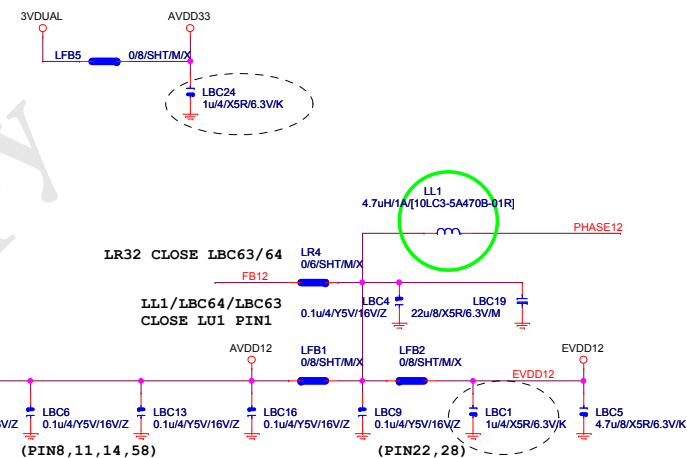 3VDUAL
AVDD33
LFB5
0/8/SHT/M/X
LBC24
1u/4/X5R/6.3V/K
LL1
4.7uH/1A/[10LC3-5A470B-01R]
PHASE12
LR32 CLOSE LBC63/64
LR4
0/6/SHT/M/X
FB12
LL1/LBC64/LBC63
CLOSE LU1 PIN1
LBC4
0.1u/4/Y5V/16V/Z
LBC19
22u/8/X5R/6.3V/M
AVDD12
LFB1
0/8/SHT/M/X
LFB2
0/8/SHT/M/X
EVDD12
EVDD12
LBC6
0.1u/4/Y5V/16V/Z
LBC13
0.1u/4/Y5V/16V/Z
LBC16
0.1u/4/Y5V/16V/Z
LBC9
0.1u/4/Y5V/16V/Z
LBC1
1u/4/X5R/6.3V/K
LBC5
4.7u/8/X5R/6.3V/K
(PIN8,11,14,58)
(PIN22,28)